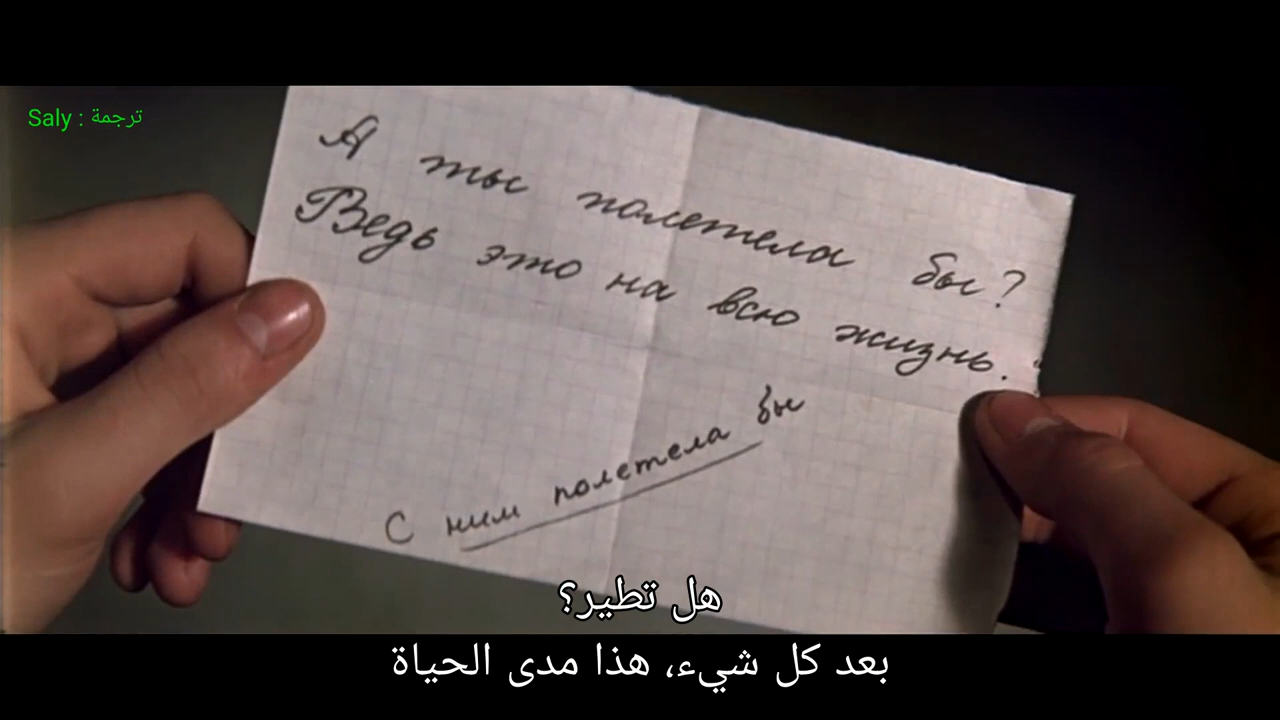 Saly : ترجمة
А ты полетела бы?
Ведь это на всю жизнь.
С ним полетела бы
هل تطير؟
بعد كل شيء، هذا مدى الحياة